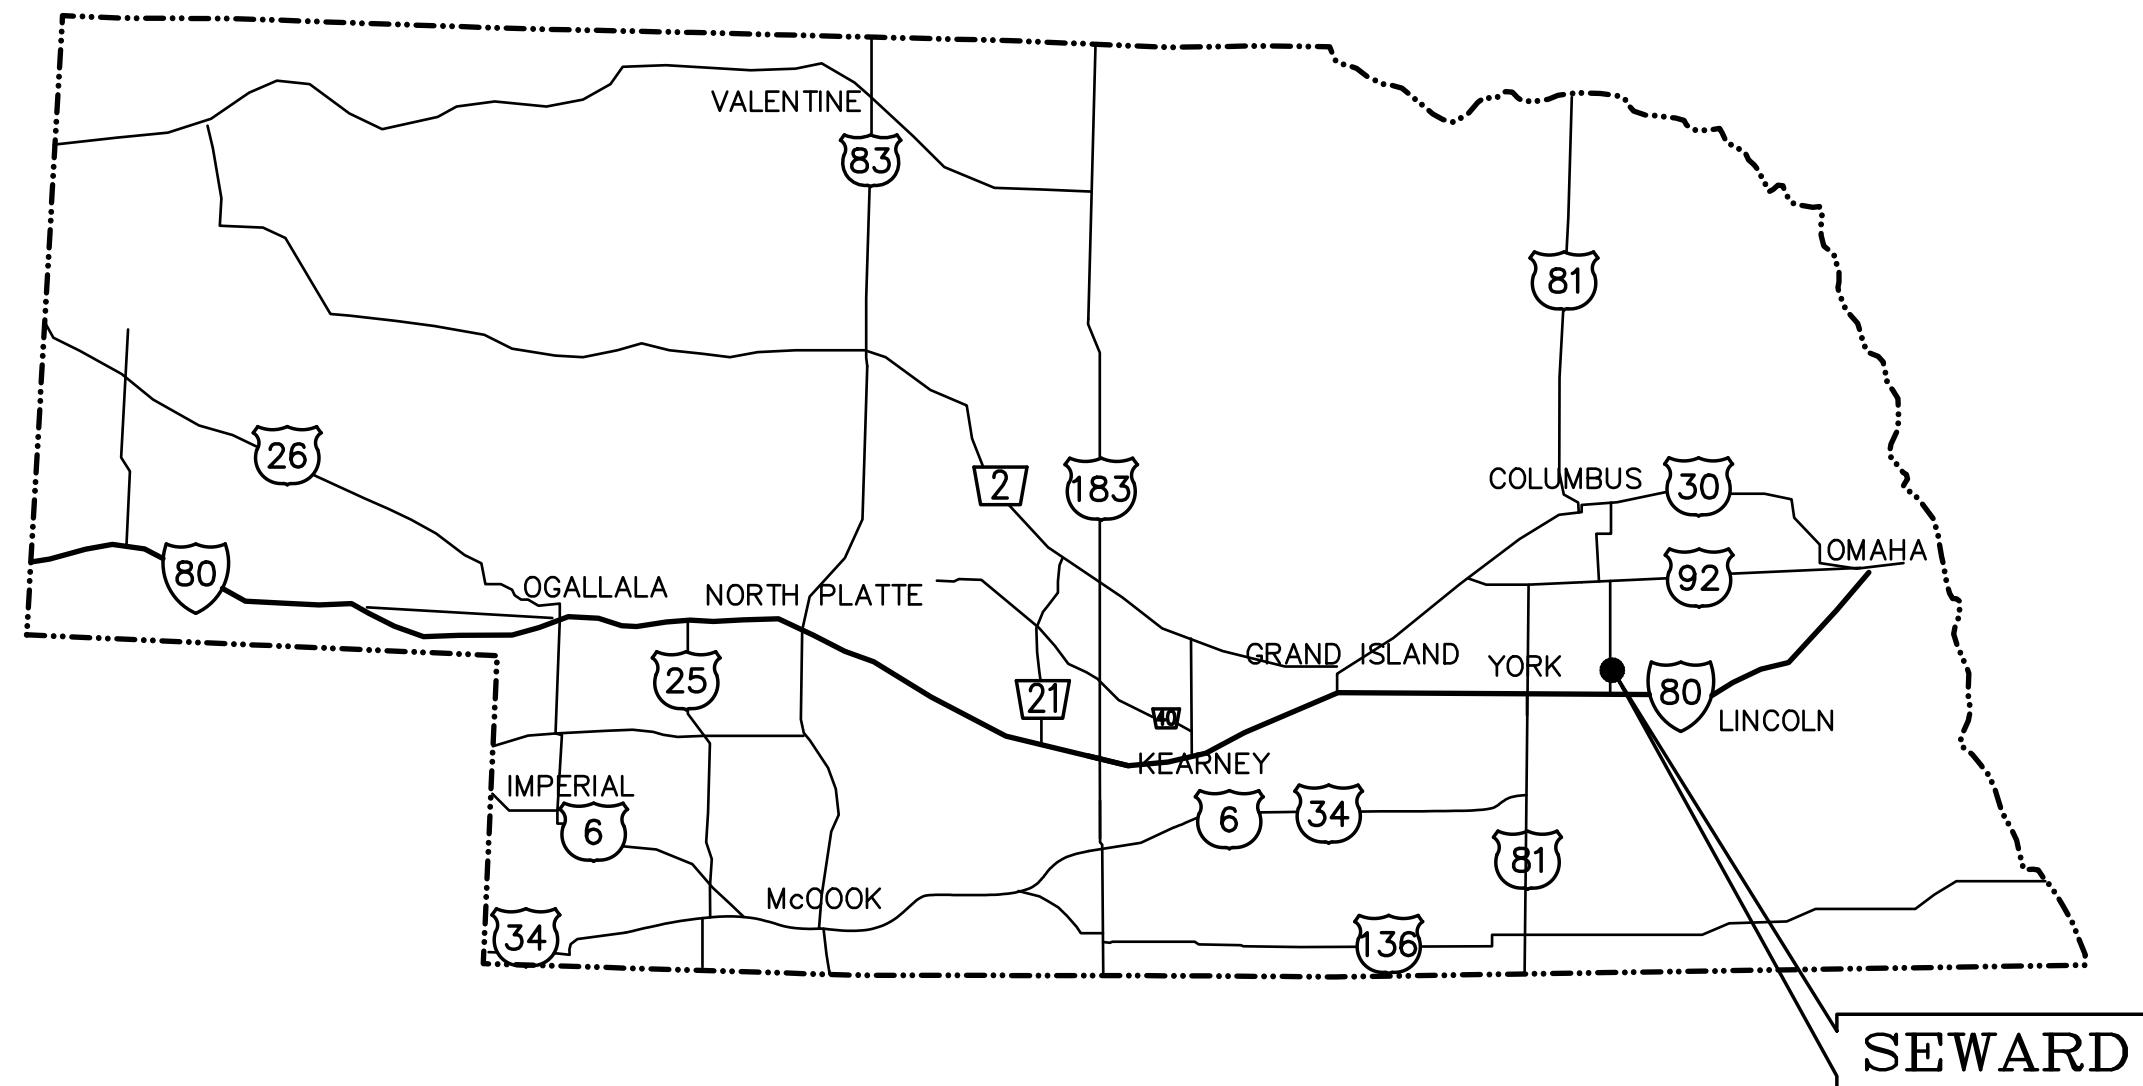 VALENTINE
83
81
26
2
183
COLUMBUS
30
OMAHA
80
OGALLALA
NORTH PLATTE
92
GRAND ISLAND
YORK
25
21
40
80
LINCOLN
KEARNEY
IMPERIAL
6
6
34
81
McCOOK
34
136
SEWARD